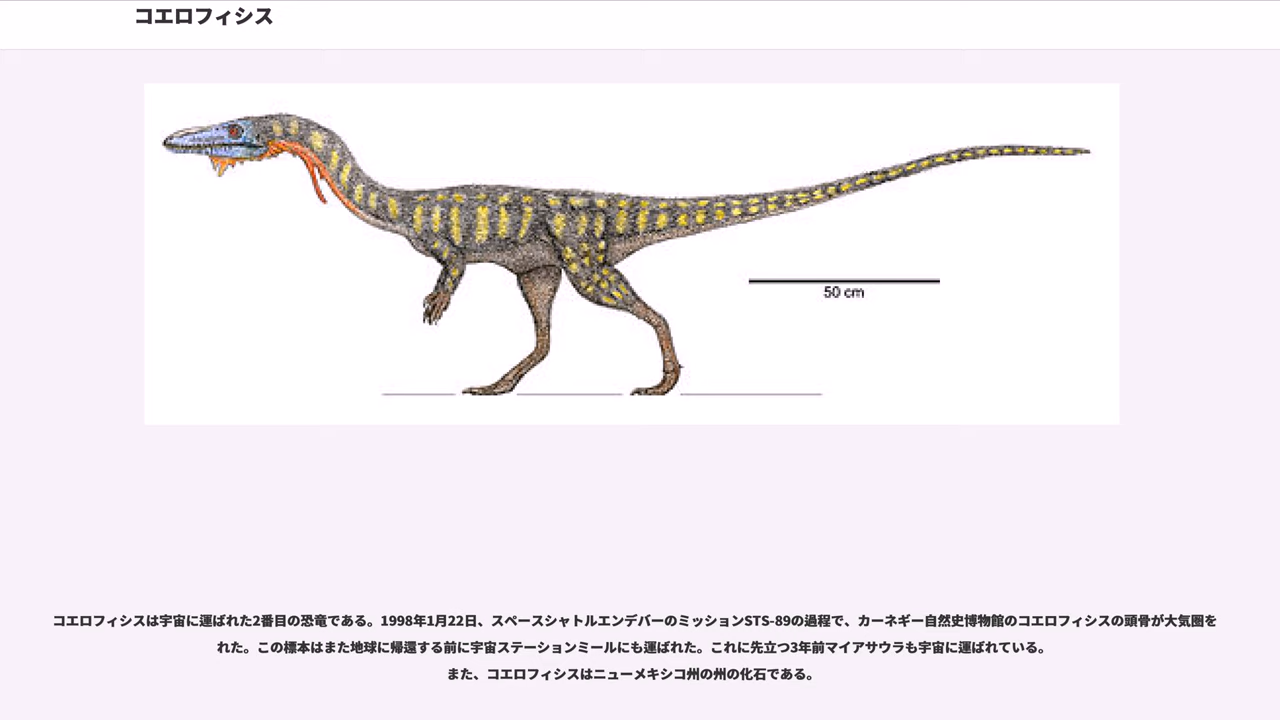 コエロフィシス
50 cm
コエロフィシスは宇宙に運ばれた2番目の恐竜である。1998年1月22日、スペースシャトルエンデバーのミッションSTS-89の過程で、カーネギー自然史博物館のコエロフィシスの頭骨が大気圏を
れた。この標本はまた地球に帰還する前に宇宙ステーションミールにも運ばれた。これに先立つ3年前マイアサウラも宇宙に運ばれている。
また、コエロフィシスはニューメキシコ州の州の化石である。